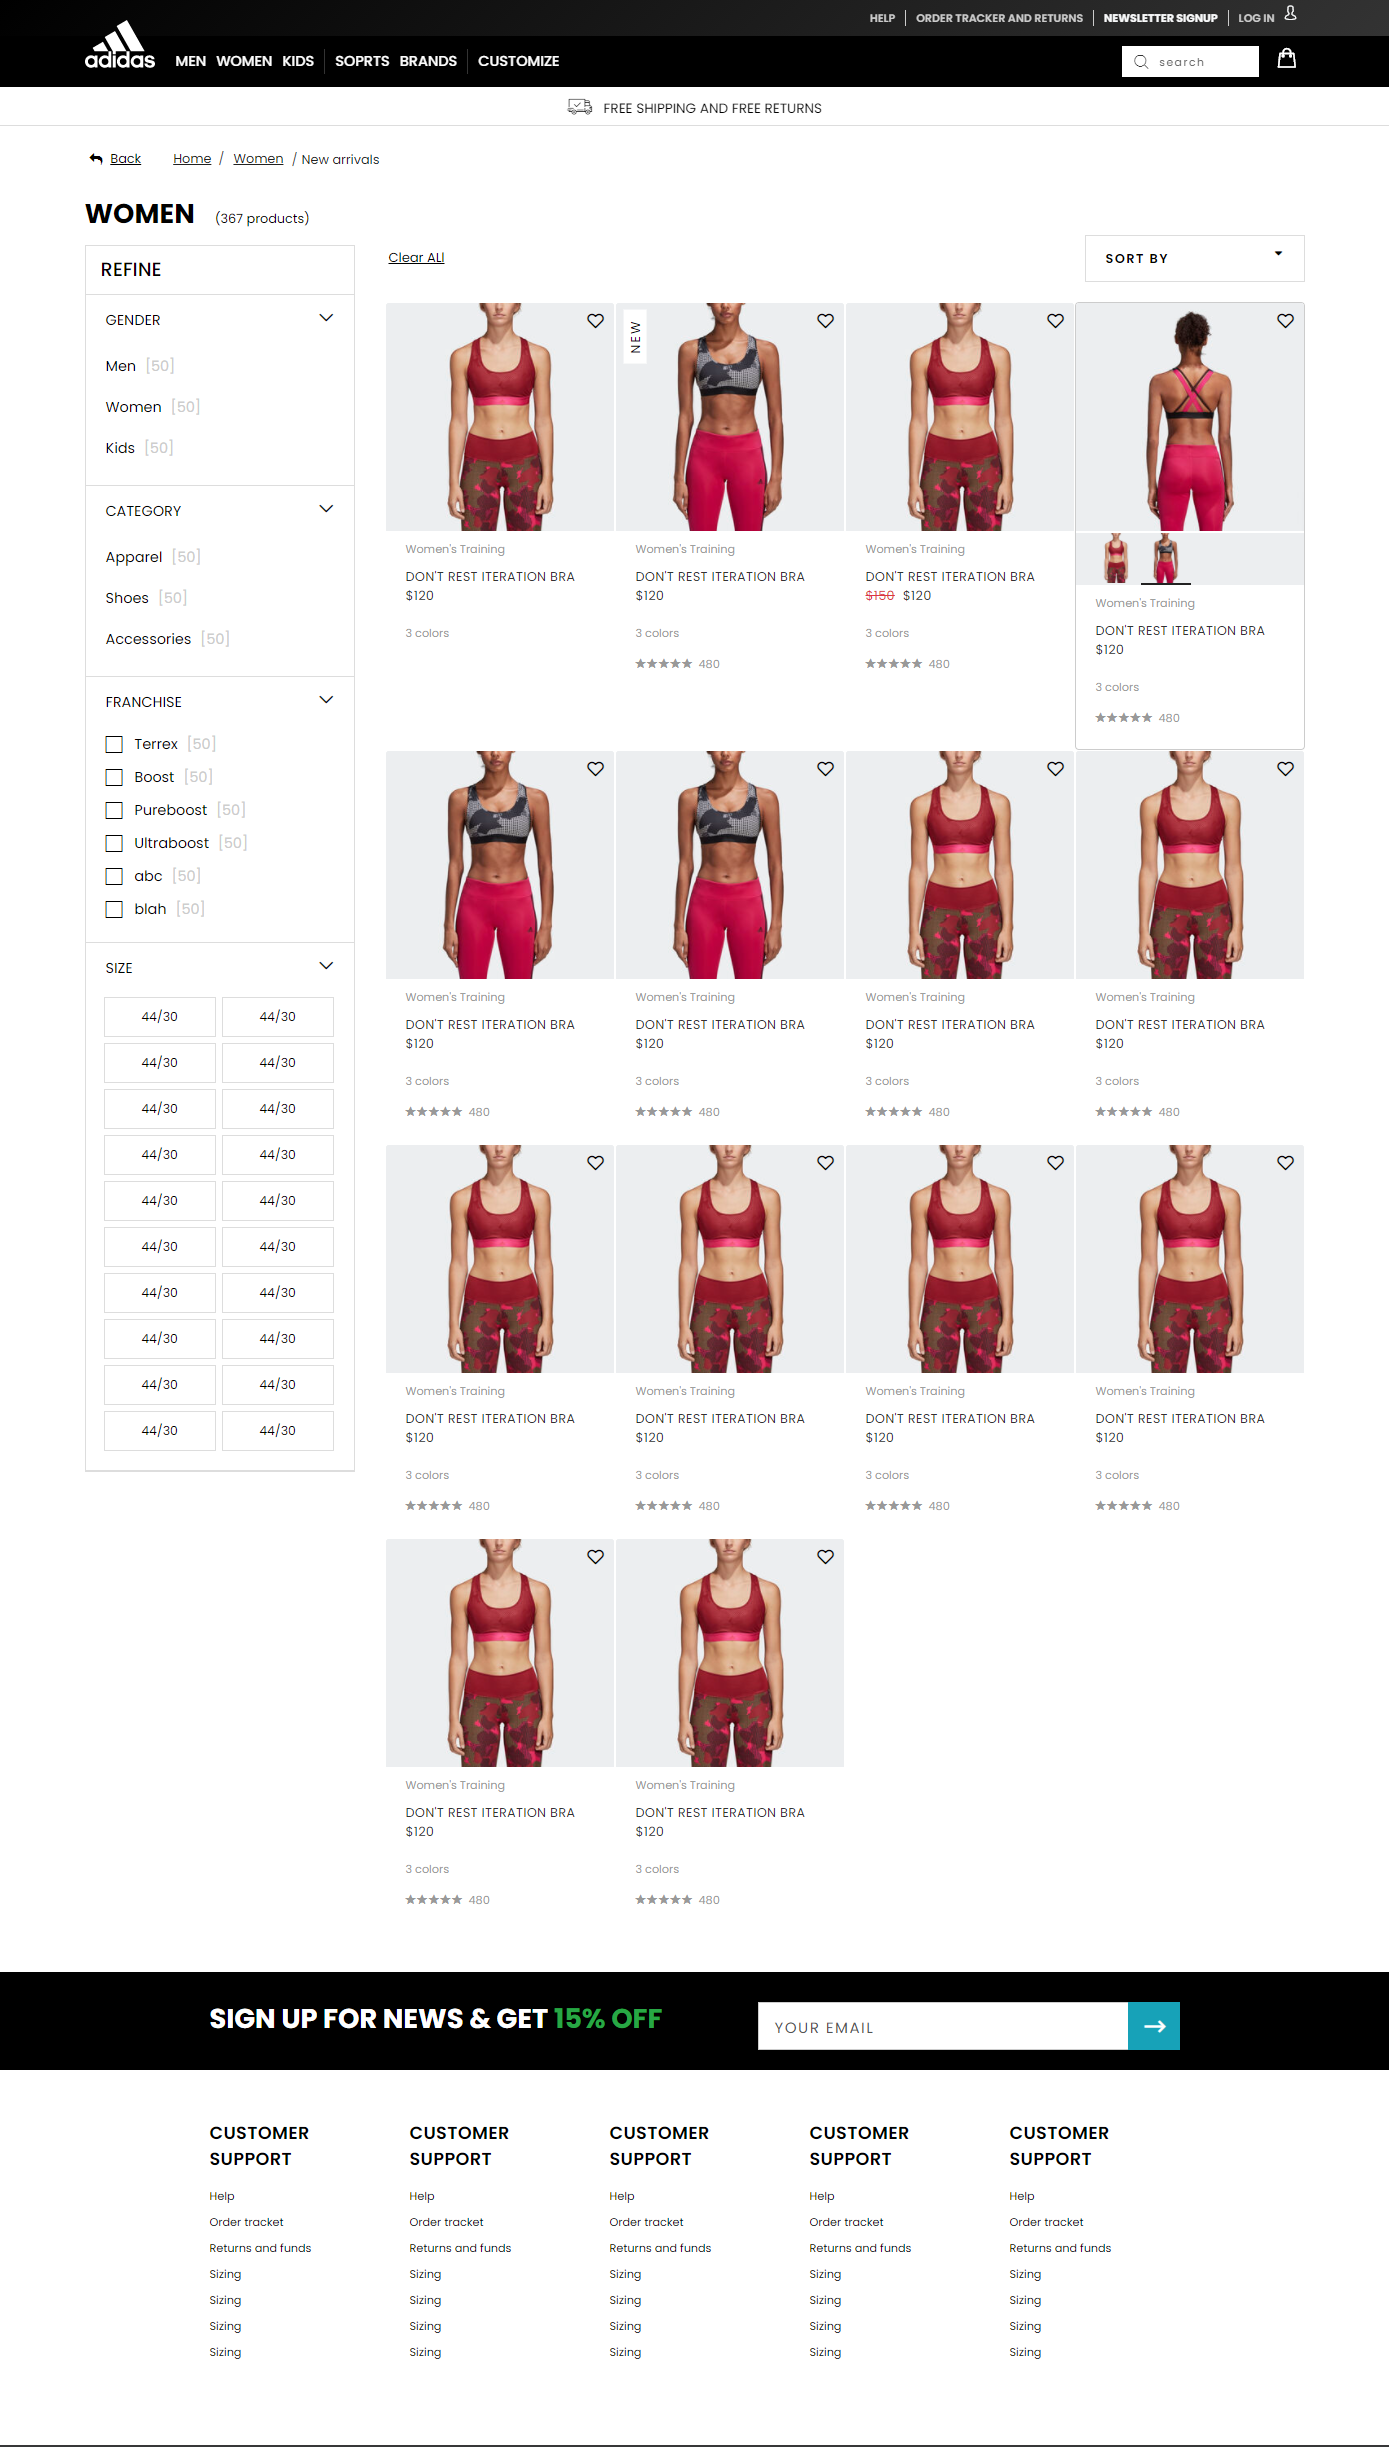 HELP
ORDER TRACKER AND RETURNS
NEWSLETTER SIGNUP
LOG IN
adidas
MEN WOMEN KIDS SOPRTS BRANDS CUSTOMIZE
search
FREE SHIPPING AND FREE RETURNS
Back Home / Women / New arrivals
WOMEN (367 products)
REFINE
GENDER
Men [50]
Women [50]
Kids [50]
CATEGORY
Apparel [50]
Shoes [50]
Accessories [50]
FRANCHISE
Terrex [50]
Boost [50]
Pureboost [50]
Ultraboost [50]
abc [50]
blah [50]
SIZE
44/30 44/30
44/30 44/30
44/30 44/30
44/30 44/30
44/30 44/30
44/30 44/30
44/30 44/30
44/30 44/30
44/30 44/30
44/30 44/30
Clear ALl
SORT BY
Women's Training
DON'T REST ITERATION BRA
$120
3 colors
NEW
Women's Training
DON'T REST ITERATION BRA
$120
3 colors
★★★★★ 480
Women's Training
DON'T REST ITERATION BRA
$150 $120
3 colors
★★★★★ 480
Women's Training
DON'T REST ITERATION BRA
$120
3 colors
★★★★★ 480
Women's Training
DON'T REST ITERATION BRA
$120
3 colors
★★★★★ 480
Women's Training
DON'T REST ITERATION BRA
$120
3 colors
★★★★★ 480
Women's Training
DON'T REST ITERATION BRA
$120
3 colors
★★★★★ 480
Women's Training
DON'T REST ITERATION BRA
$120
3 colors
★★★★★ 480
Women's Training
DON'T REST ITERATION BRA
$120
3 colors
★★★★★ 480
Women's Training
DON'T REST ITERATION BRA
$120
3 colors
★★★★★ 480
Women's Training
DON'T REST ITERATION BRA
$120
3 colors
★★★★★ 480
Women's Training
DON'T REST ITERATION BRA
$120
3 colors
★★★★★ 480
Women's Training
DON'T REST ITERATION BRA
$120
3 colors
★★★★★ 480
Women's Training
DON'T REST ITERATION BRA
$120
3 colors
★★★★★ 480
SIGN UP FOR NEWS & GET 15% OFF
YOUR EMAIL
CUSTOMER
SUPPORT
Help
Order tracket
Returns and funds
Sizing
Sizing
Sizing
Sizing
CUSTOMER
SUPPORT
Help
Order tracket
Returns and funds
Sizing
Sizing
Sizing
Sizing
CUSTOMER
SUPPORT
Help
Order tracket
Returns and funds
Sizing
Sizing
Sizing
Sizing
CUSTOMER
SUPPORT
Help
Order tracket
Returns and funds
Sizing
Sizing
Sizing
Sizing
CUSTOMER
SUPPORT
Help
Order tracket
Returns and funds
Sizing
Sizing
Sizing
Sizing